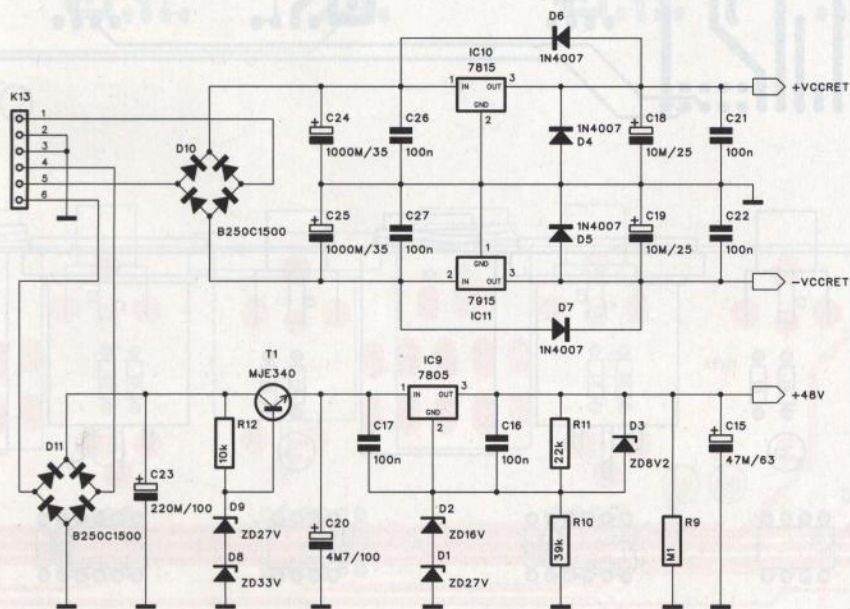 D6
1N4007
IC10
7815
1 IN OUT 3
GND
2
+VCCRET
K13
1
2
3
4
5
6
D10
B250C1500
C24
1000M/35
C26
100n
1N4007
D4
C18
10M/25
C21
100n
C25
1000M/35
C27
100n
1N4007
D5
C19
10M/25
C22
100n
1
GND
2 IN OUT 3
7915
IC11
-VCCRET
D7
1N4007
T1
MJE340
IC9
7805
1 IN OUT 3
GND
2
+48V
D11
B250C1500
C23
220M/100
R12
10k
D9
ZD27V
D8
ZD33V
C20
4M7/100
C17
100n
C16
100n
D2
ZD16V
D1
ZD27V
R11
22k
D3
ZD8V2
R10
39k
R9
M1
C15
47M/63